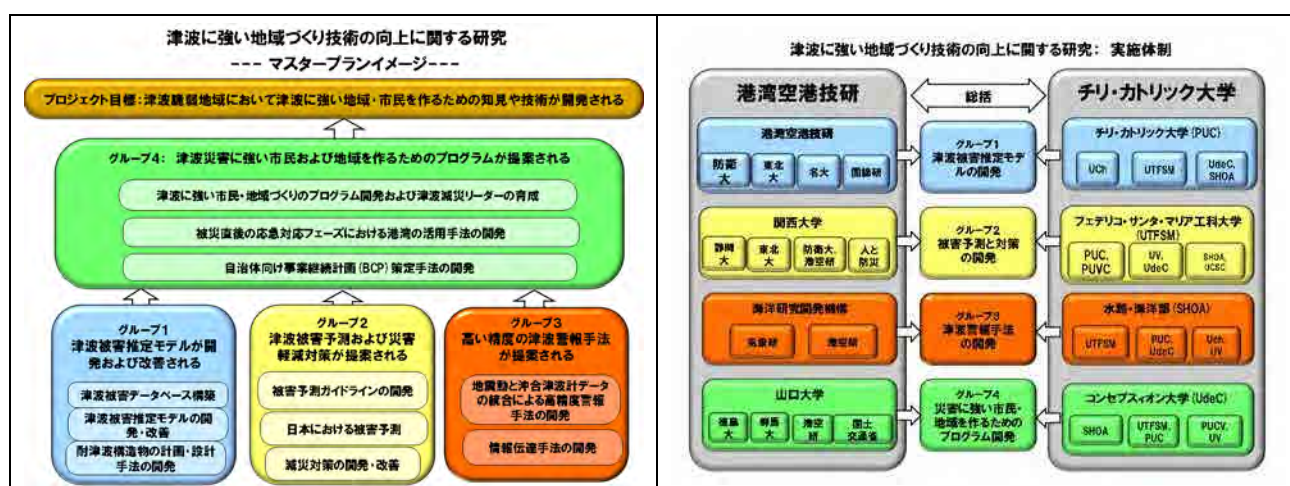 津波に強い地域づくり技術の向上に関する研究
--- マスタープランイメージ---
プロジェクト目標:津波脆弱地域において津波に強い地域・市民を作るための知見や技術が開発される
グループ4: 津波災害に強い市民および地域を作るためのプログラムが提案される
津波に強い市民・地域づくりのプログラム開発および津波減災リーダーの育成
被災直後の応急対応フェーズにおける港湾の活用手法の開発
自治体向け事業継続計画(BCP)策定手法の開発
グループ1
津波被害推定モデルが開
発および改善される
津波被害データベース構築
津波被害推定モデルの開
発・改善
耐津波構造物の計画・設計
手法の開発
グループ2
津波被害予測および災害
軽減対策が提案される
被害予測ガイドラインの開発
日本における被害予測
減災対策の開発・改善
グループ3
高い精度の津波警報手法
が提案される
地震動と沖合津波計データ
の統合による高精度警報
手法の開発
情報伝達手法の開発
津波に強い地域づくり技術の向上に関する研究: 実施体制
港湾空港技研
総括
チリ・カトリック大学
港湾空港技研
防衛
大
東北
大
名大
国総研
グループ1
津波被害推定モデ
ルの開発
チリ・カトリック大学(PUC)
UCh
UTFSM
UdeC,
SHOA
関西大学
静岡
大
東北
大
防衛大,
港空研
人と
防災
グループ2
被害予測と対策
の開発
フェデリコ・サンタ・マリア工科大学
(UTFSM)
PUC,
PUVC
UV,
UdeC
SHOA,
UCSC
海洋研究開発機構
気象研
港空研
グループ3
津波警報手法
の開発
水路・海洋部(SHOA)
UTFSM
PUC,
UdeC
Uch,
UV
山口大学
徳島
大
群馬
大
港空
研
国土
交通省
グループ4
災害に強い市民・
地域を作るための
プログラム開発
コンセプスィオン大学(UdeC)
SHOA
UTFSM,
PUC
PUCV,
UV